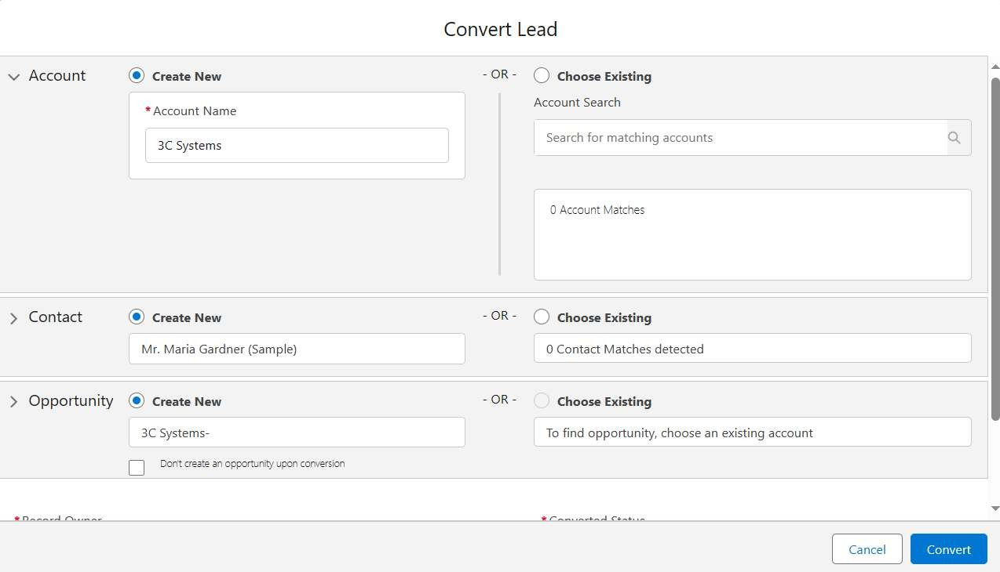 Convert Lead
Account
Create New
- OR -
Choose Existing
* Account Name
3C Systems
Account Search
Search for matching accounts
0 Account Matches
Contact
Create New
- OR -
Choose Existing
Mr. Maria Gardner (Sample)
0 Contact Matches detected
Opportunity
Create New
- OR -
Choose Existing
3C Systems-
To find opportunity, choose an existing account
Don't create an opportunity upon conversion
* Record Owner
* Converted Status
Cancel
Convert